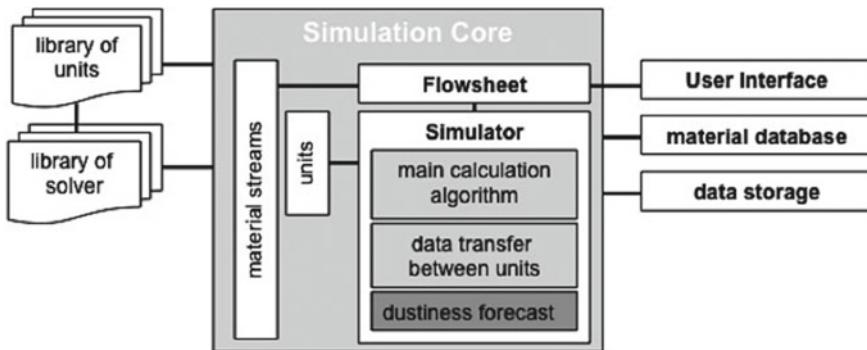 Simulation Core
library of
units
library of
solver
material streams
units
Flowsheet
Simulator
main calculation
algorithm
data transfer
between units
dustiness forecast
User Interface
material database
data storage